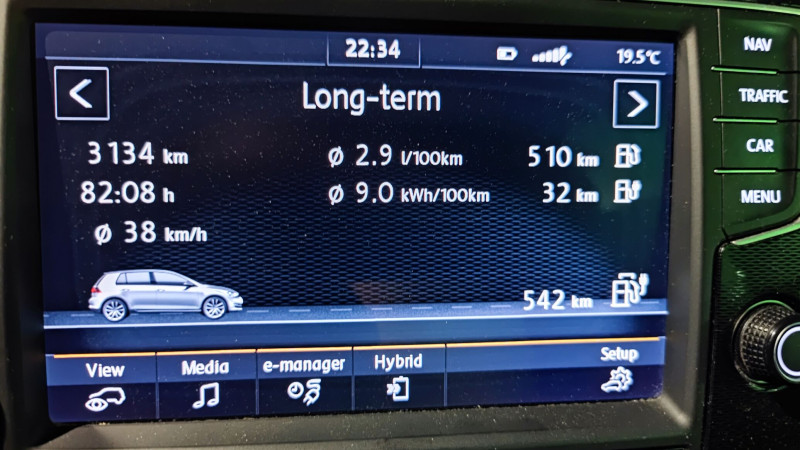 22:34
19.5°C
Long-term
3134 km
Ø 2.9 l/100km
510 km
82:08 h
Ø 9.0 kWh/100km
32 km
Ø 38 km/h
542 km
View
Media
e-manager
Hybrid
Setup
NAV
TRAFFIC
CAR
MENU